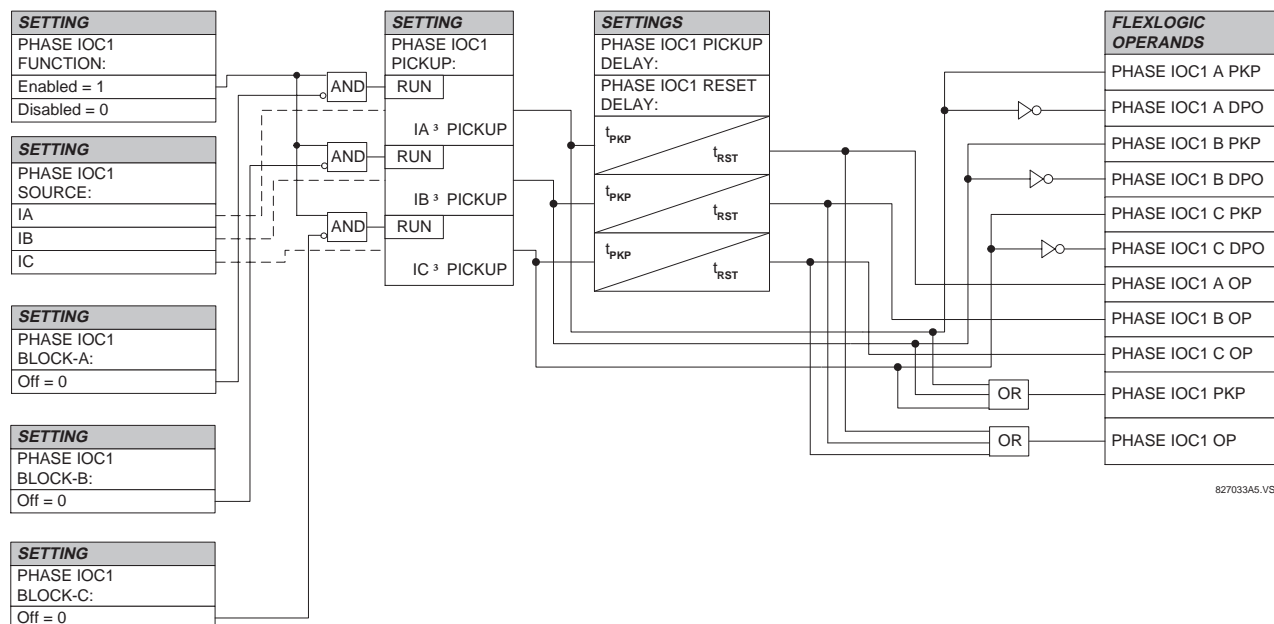 SETTING
PHASE IOC1
FUNCTION:
Enabled = 1
Disabled = 0
SETTING
PHASE IOC1
SOURCE:
IA
IB
IC
SETTING
PHASE IOC1
BLOCK-A:
Off = 0
SETTING
PHASE IOC1
BLOCK-B:
Off = 0
SETTING
PHASE IOC1
BLOCK-C:
Off = 0
AND
AND
AND
SETTING
PHASE IOC1
PICKUP:
RUN
IA ³ PICKUP
RUN
IB ³ PICKUP
RUN
IC ³ PICKUP
SETTINGS
PHASE IOC1 PICKUP
DELAY:
PHASE IOC1 RESET
DELAY:
tPKP
tRST
tPKP
tRST
tPKP
tRST
OR
OR
FLEXLOGIC
OPERANDS
PHASE IOC1 A PKP
PHASE IOC1 A DPO
PHASE IOC1 B PKP
PHASE IOC1 B DPO
PHASE IOC1 C PKP
PHASE IOC1 C DPO
PHASE IOC1 A OP
PHASE IOC1 B OP
PHASE IOC1 C OP
PHASE IOC1 PKP
PHASE IOC1 OP
827033A5.VS